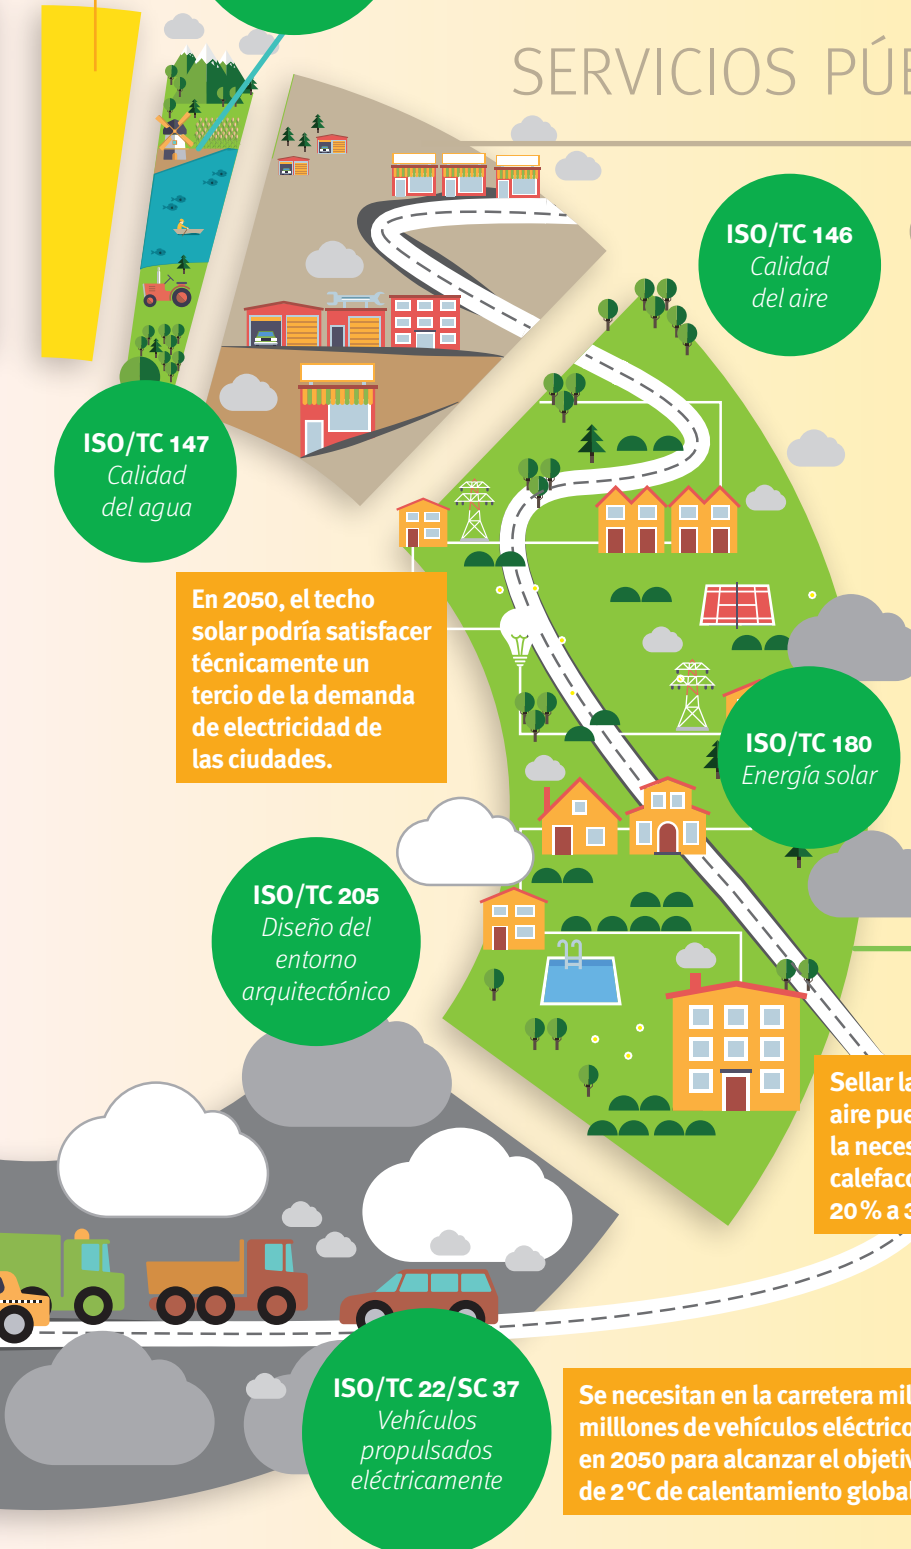 SERVICIOS PÚB
ISO/TC 146
Calidad
del aire
ISO/TC 147
Calidad
del agua
En 2050, el techo
solar podría satisfacer
técnicamente un
tercio de la demanda
de electricidad de
las ciudades.
ISO/TC 180
Energía solar
ISO/TC 205
Diseño del
entorno
arquitectónico
Sellar la
aire pue
la neces
calefacc
20 % a 3
ISO/TC 22/SC 37
Vehículos
propulsados
eléctricamente
Se necesitan en la carretera mil
milllones de vehículos eléctrico
en 2050 para alcanzar el objetiv
de 2 °C de calentamiento global